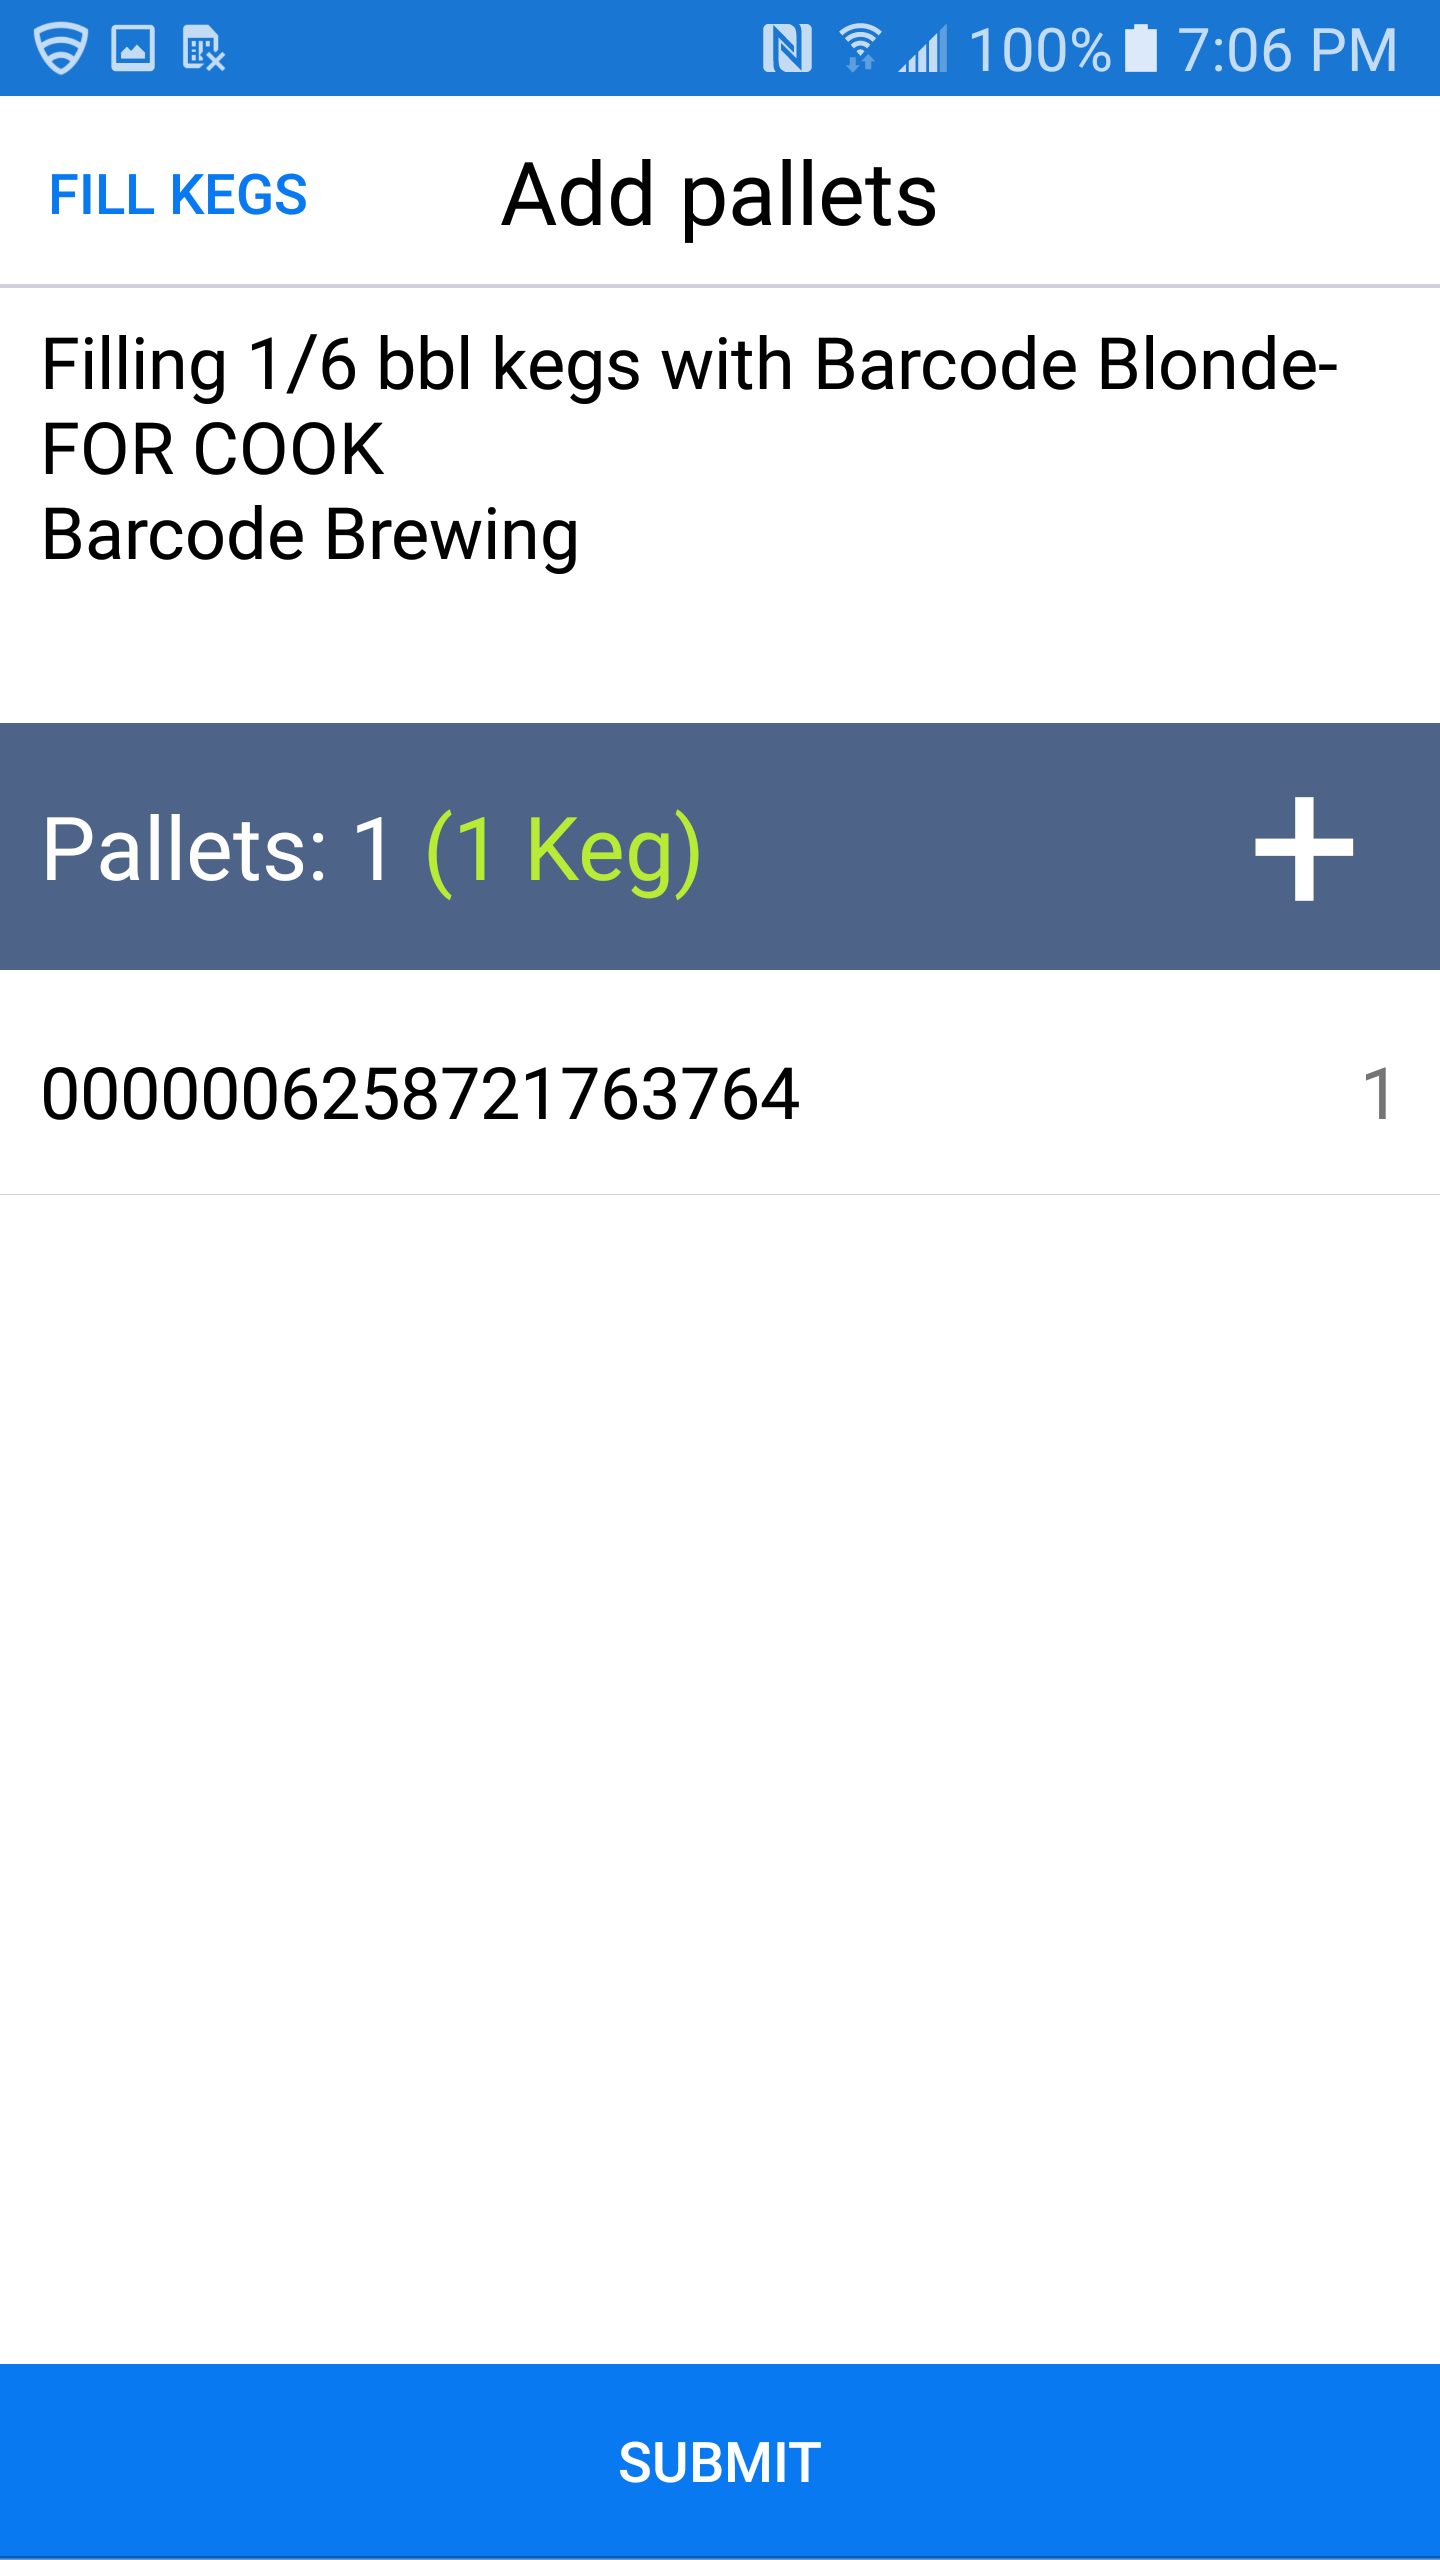 100% 7:06 PM
FILL KEGS Add pallets
Filling 1/6 bbl kegs with Barcode Blonde-
FOR COOK
Barcode Brewing
Pallets: 1 (1 Keg)
0000006258721763764 1
SUBMIT